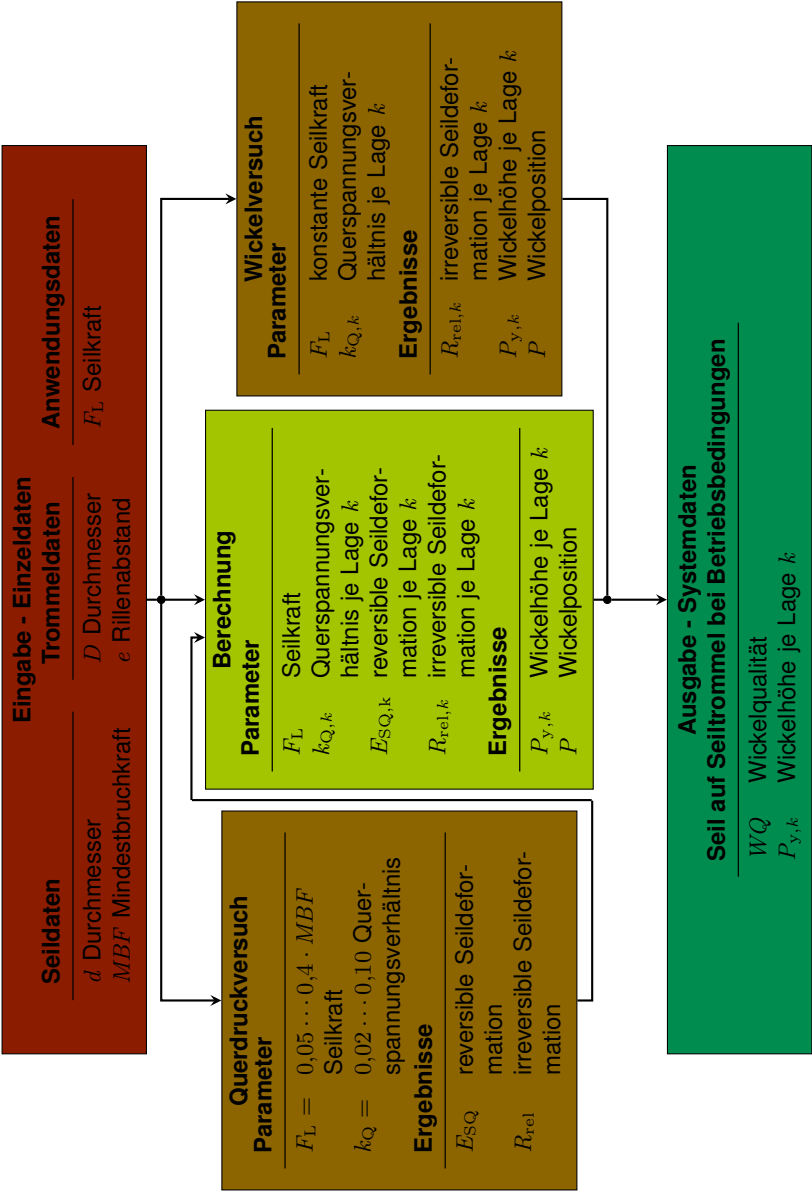 Eingabe - Einzeldaten
Seildaten
d Durchmesser
MBF Mindestbruchkraft
Trommeldaten
D Durchmesser
e Rillenabstand
Anwendungsdaten
F_L Seilkraft
Querdruckversuch
Parameter
F_L = 0,05 ⋯ 0,4 · MBF
Seilkraft
k_Q = 0,02 ⋯ 0,10 Quer-
spannungsverhältnis
Ergebnisse
E_SQ reversible Seildefor-
mation
R_rel irreversible Seildefor-
mation
Berechnung
Parameter
F_L Seilkraft
k_Q,k Querspannungsver-
hältnis je Lage k
E_SQ,k reversible Seildefor-
mation je Lage k
R_rel,k irreversible Seildefor-
mation je Lage k
Ergebnisse
P_y,k Wickelhöhe je Lage k
P Wickelposition
Wickelversuch
Parameter
F_L konstante Seilkraft
k_Q,k Querspannungsver-
hältnis je Lage k
Ergebnisse
R_rel,k irreversible Seildefor-
mation je Lage k
P_y,k Wickelhöhe je Lage k
P Wickelposition
Ausgabe - Systemdaten
Seil auf Seiltrommel bei Betriebsbedingungen
WQ Wickelqualität
P_y,k Wickelhöhe je Lage k